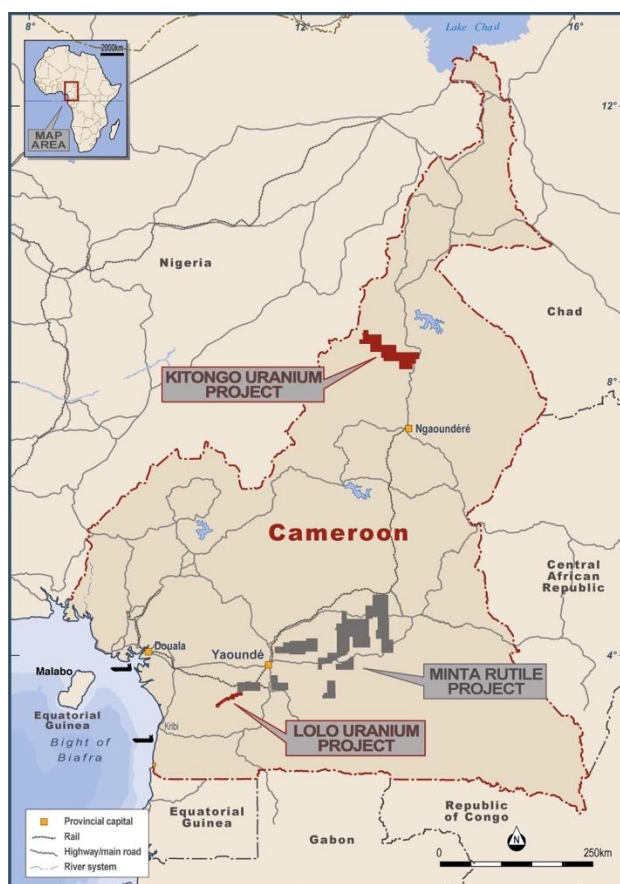 8°
12°
16°
2000km
MAP
AREA
Lake Chad
12°
Nigeria
Chad
KITONGO URANIUM
PROJECT
8°
Ngaoundéré
Cameroon
Central
African
Republic
Douala
Yaoundé
4°
Malabo
MINTA RUTILE
PROJECT
Equatorial
Guinea
Kribi
LOLO URANIUM
PROJECT
Bight of
Biafra
Provincial capital
Rail
Highway/main road
River system
Equatorial
Guinea
Gabon
Republic
of Congo
N
0
250km